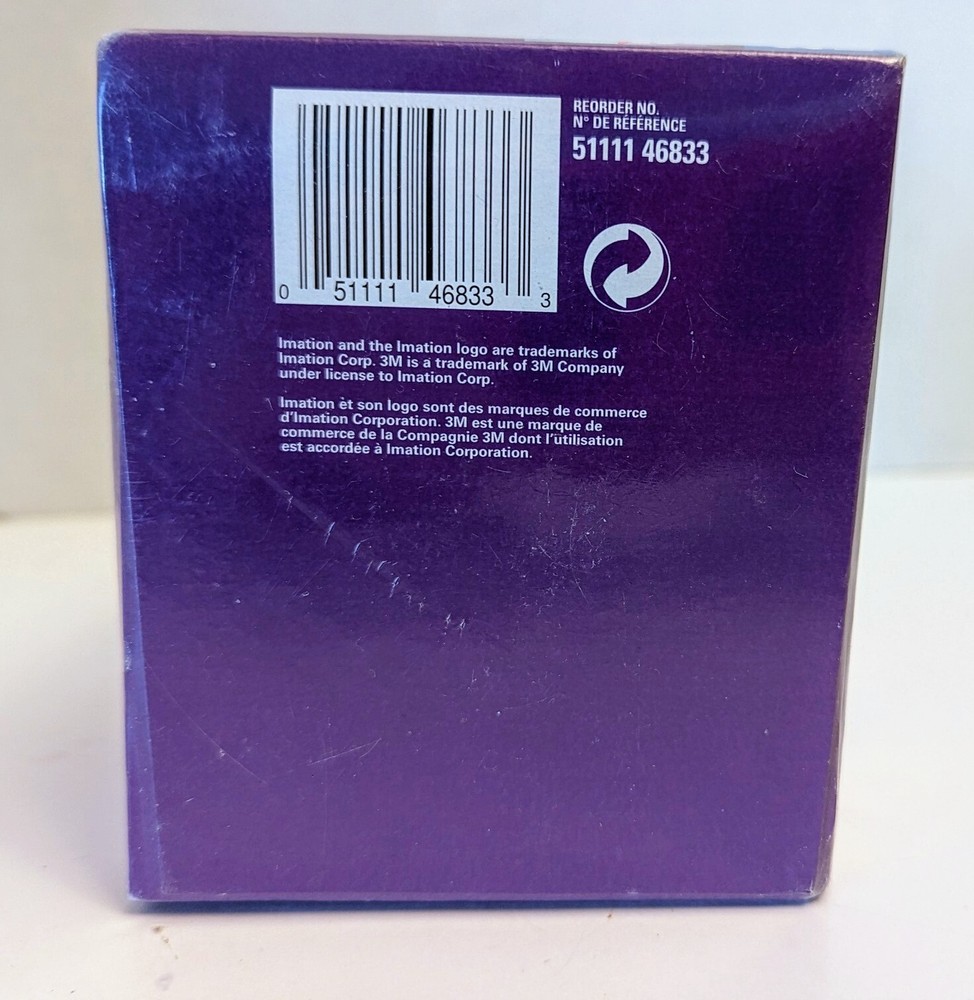 0 51111 46833 3
REORDER NO.
N° DE RÉFÉRENCE
51111 46833
Imation and the Imation logo are trademarks of
Imation Corp. 3M is a trademark of 3M Company
under license to Imation Corp.
Imation et son logo sont des marques de commerce
d'Imation Corporation. 3M est une marque de
commerce de la Compagnie 3M dont l'utilisation
est accordée à Imation Corporation.